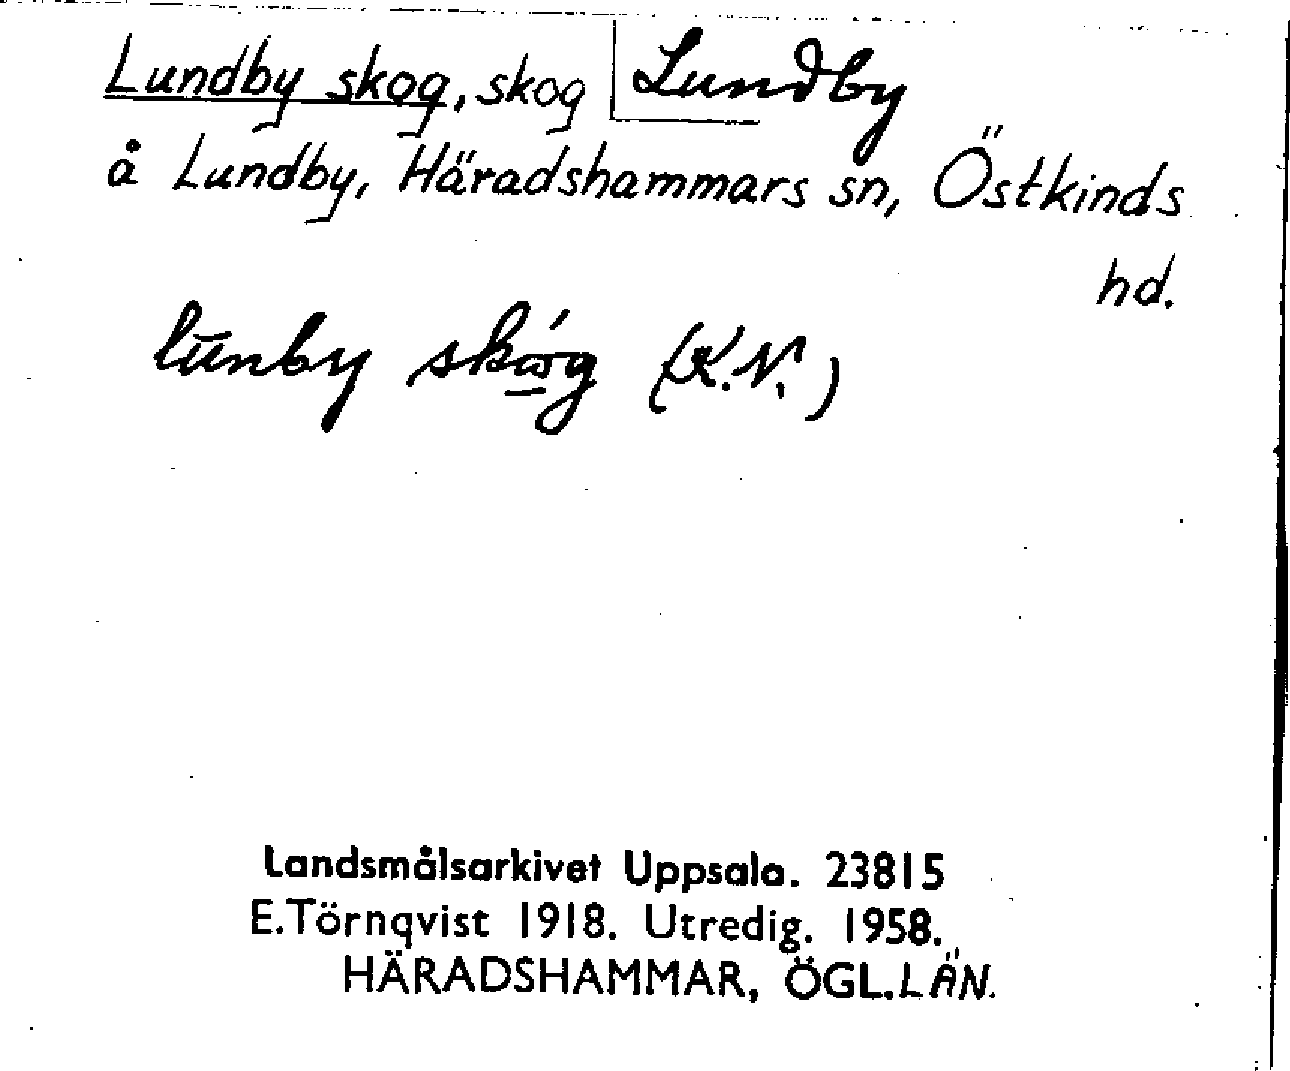 Lundby skog, skog Lundby
å Lundby, Häradshammars sn, Östkinds
hd.
lūnby skóg (K.N.)
Landsmålsarkivet Uppsala. 23815
E.Törnqvist 1918. Utredig. 1958.
HÄRADSHAMMAR, ÖGL.LÄN.